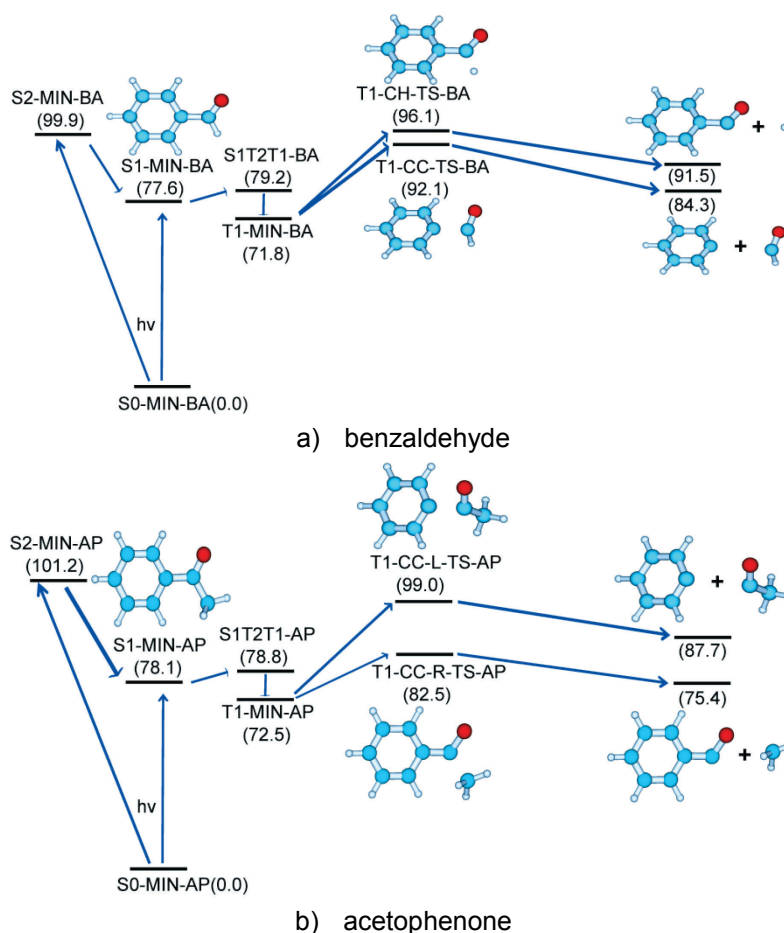 S2-MIN-BA
(99.9)
S1-MIN-BA
(77.6)
S1T2T1-BA
(79.2)
T1-MIN-BA
(71.8)
T1-CH-TS-BA
(96.1)
T1-CC-TS-BA
(92.1)
+
(91.5)
(84.3)
+
hν
S0-MIN-BA(0.0)
a) benzaldehyde
S2-MIN-AP
(101.2)
S1-MIN-AP
(78.1)
S1T2T1-AP
(78.8)
T1-MIN-AP
(72.5)
T1-CC-L-TS-AP
(99.0)
T1-CC-R-TS-AP
(82.5)
+
(87.7)
(75.4)
+
hν
S0-MIN-AP(0.0)
b) acetophenone